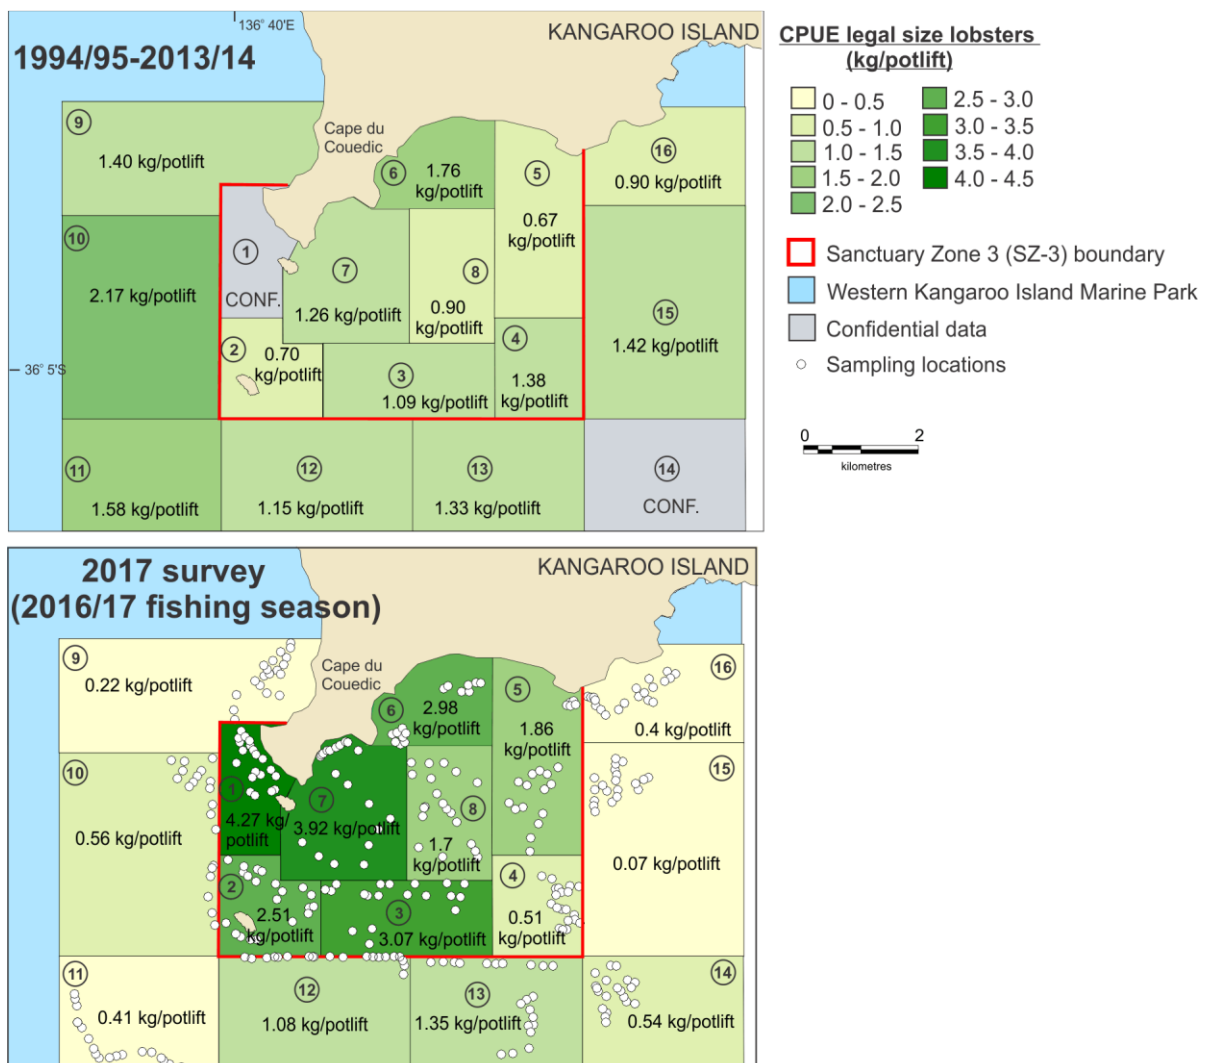 136° 40'E
KANGAROO ISLAND
1994/95-2013/14
Cape du
Couedic
9
1.40 kg/potlift
6
1.76
kg/potlift
5
0.67
kg/potlift
16
0.90 kg/potlift
10
2.17 kg/potlift
1
CONF.
7
1.26 kg/potlift
8
0.90
kg/potlift
15
1.42 kg/potlift
2
0.70
kg/potlift
3
1.09 kg/potlift
4
1.38
kg/potlift
36° 5'S
11
1.58 kg/potlift
12
1.15 kg/potlift
13
1.33 kg/potlift
14
CONF.
CPUE legal size lobsters
(kg/potlift)
0 - 0.5
0.5 - 1.0
1.0 - 1.5
1.5 - 2.0
2.0 - 2.5
2.5 - 3.0
3.0 - 3.5
3.5 - 4.0
4.0 - 4.5
Sanctuary Zone 3 (SZ-3) boundary
Western Kangaroo Island Marine Park
Confidential data
Sampling locations
0 2
kilometres
2017 survey
(2016/17 fishing season)
KANGAROO ISLAND
Cape du
Couedic
9
0.22 kg/potlift
6
2.98
kg/potlift
5
1.86
kg/potlift
16
0.4 kg/potlift
10
0.56 kg/potlift
1
4.27 kg/
potlift
7
3.92 kg/potlift
8
1.7
kg/potlift
15
0.07 kg/potlift
2
2.51
kg/potlift
3
3.07 kg/potlift
4
0.51
kg/potlift
11
0.41 kg/potlift
12
1.08 kg/potlift
13
1.35 kg/potlift
14
0.54 kg/potlift